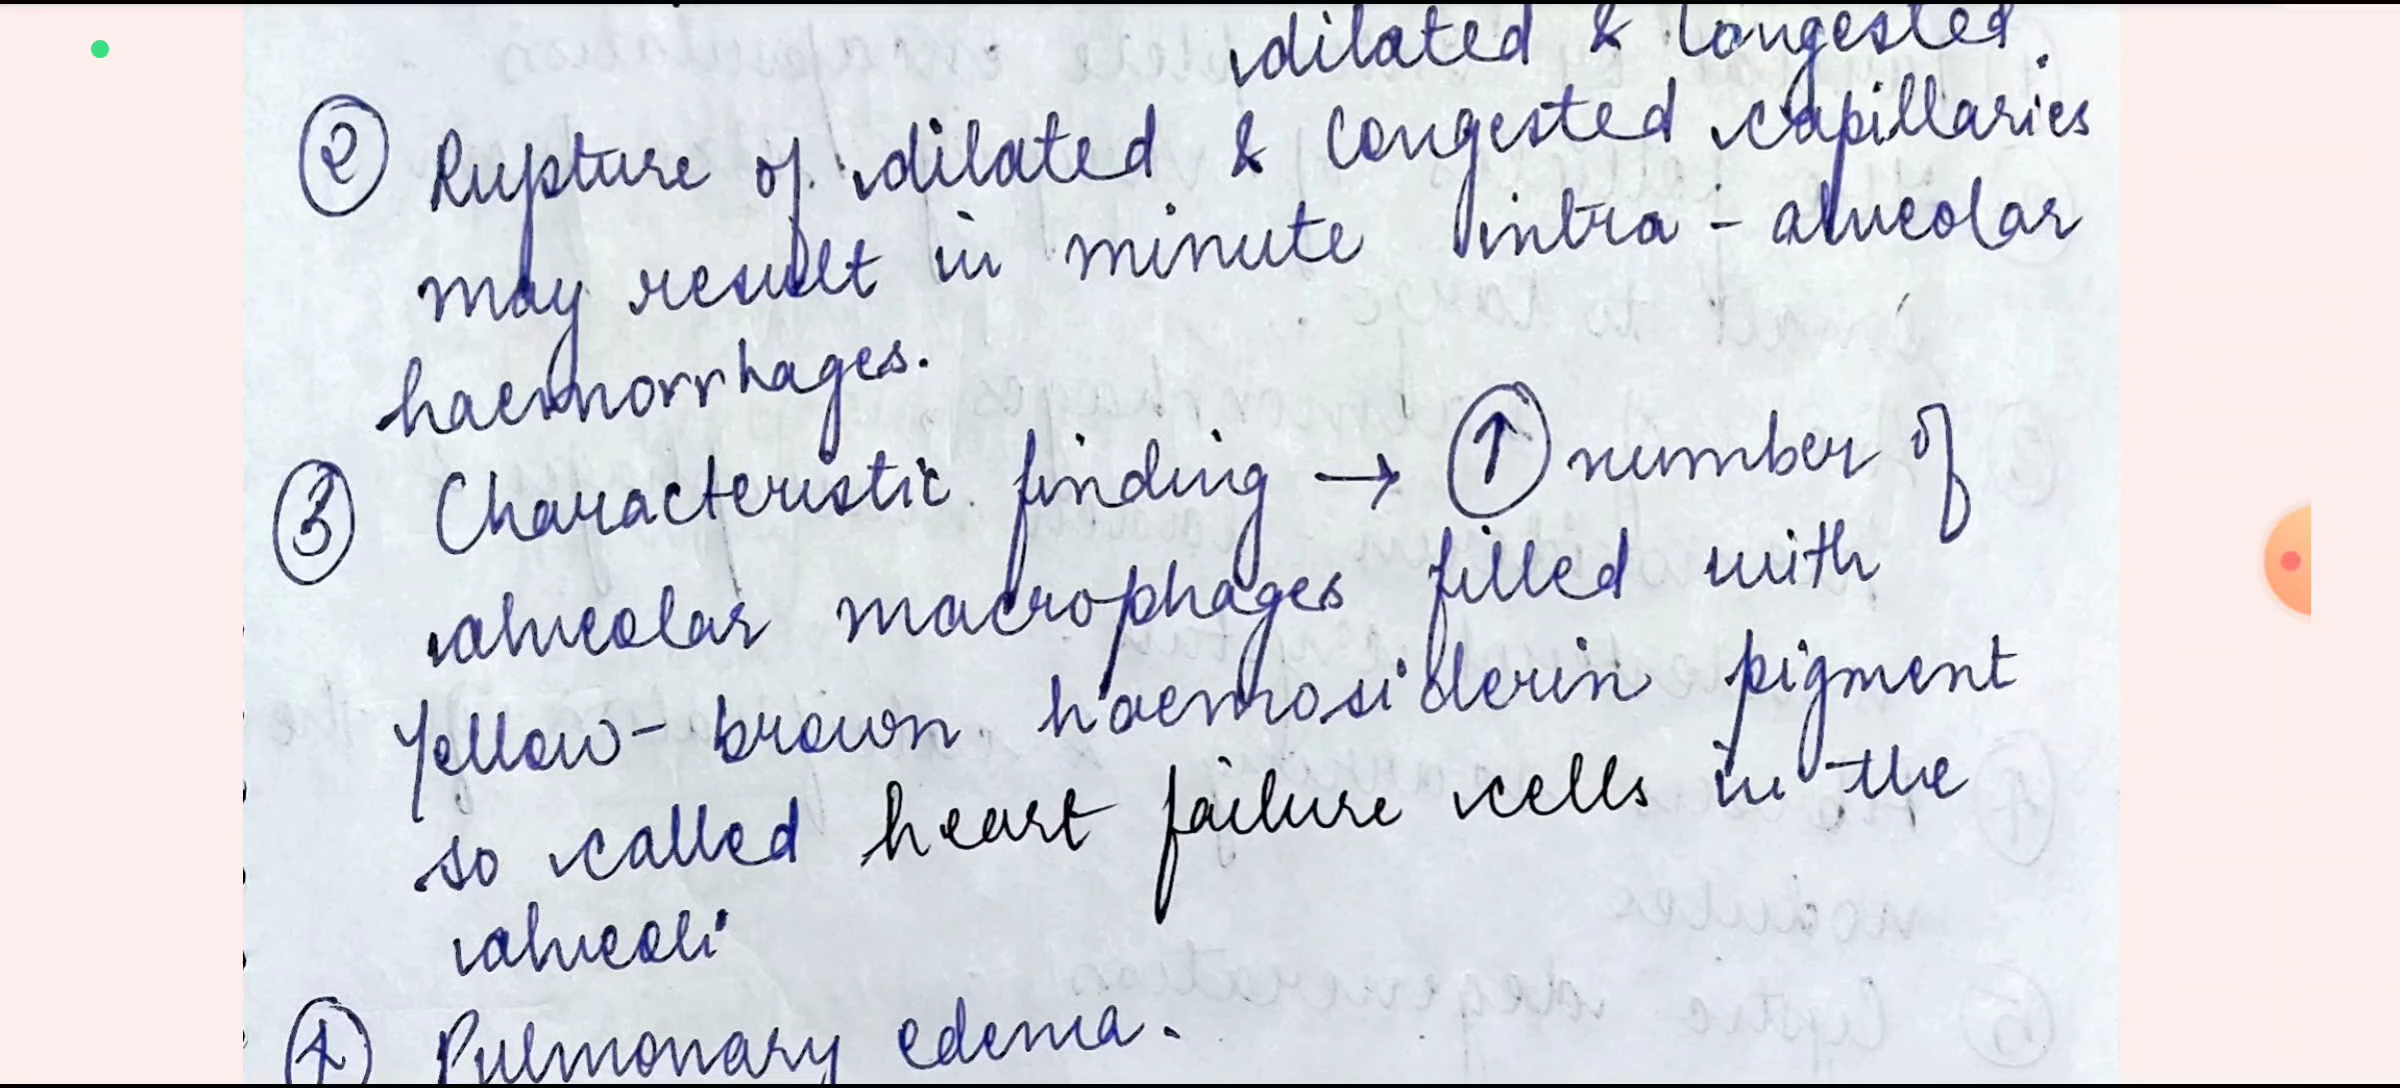 dilated & Congested.
② Rupture of dilated & Congested capillaries
may result in minute intra-alveolar
haemorrhages.
③ Characteristic finding → ↑ number of
alveolar macrophages filled with
Yellow-brown haemosiderin pigment
so called heart failure cells in the
alveoli
④ Pulmonary edema.